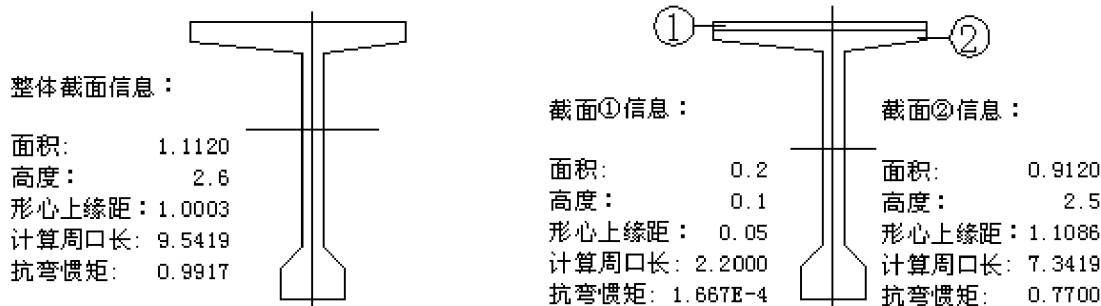 ① ②
整体截面信息：
面积: 1.1120
高度： 2.6
形心上缘距：1.0003
计算周口长: 9.5419
抗弯惯矩: 0.9917
截面①信息：
面积: 0.2
高度： 0.1
形心上缘距： 0.05
计算周口长: 2.2000
抗弯惯矩: 1.667E-4
截面②信息：
面积: 0.9120
高度： 2.5
形心上缘距：1.1086
计算周口长: 7.3419
抗弯惯矩: 0.7700